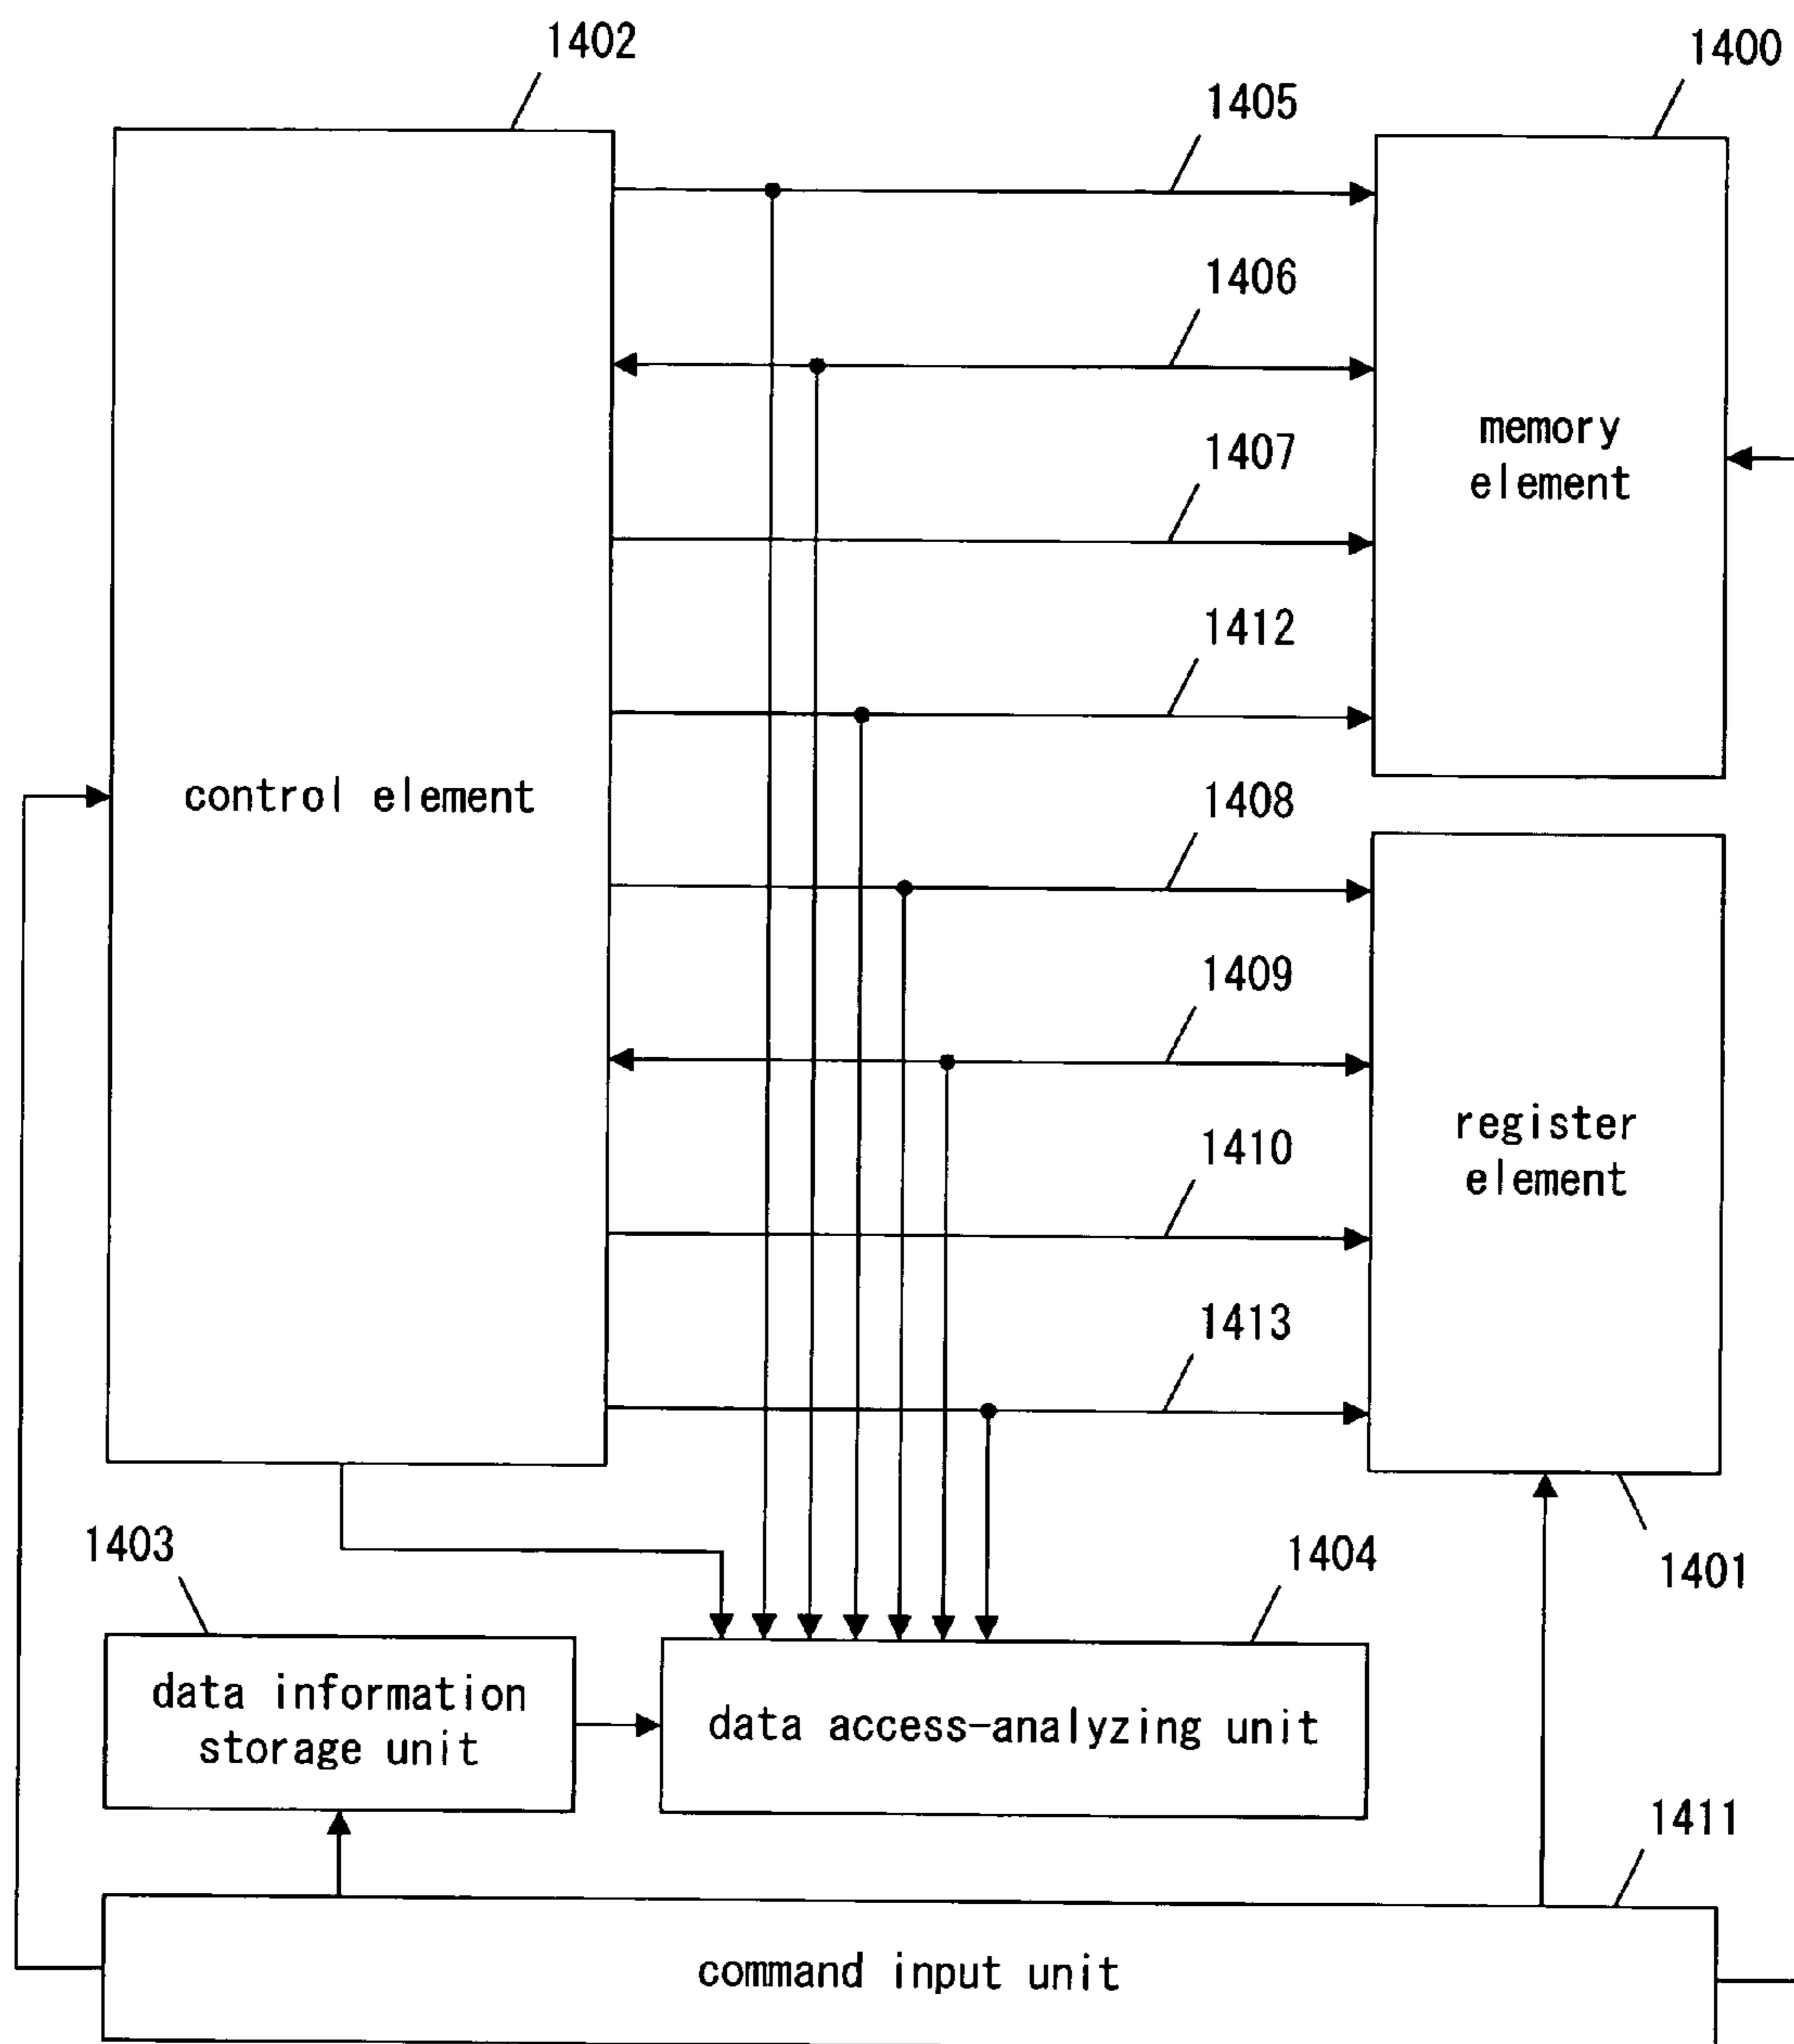 1402
1400
1405
1406
memory
element
1407
1412
control element
1408
1409
register
element
1410
1413
1403
1404
1401
data information
storage unit
data access-analyzing unit
1411
command input unit